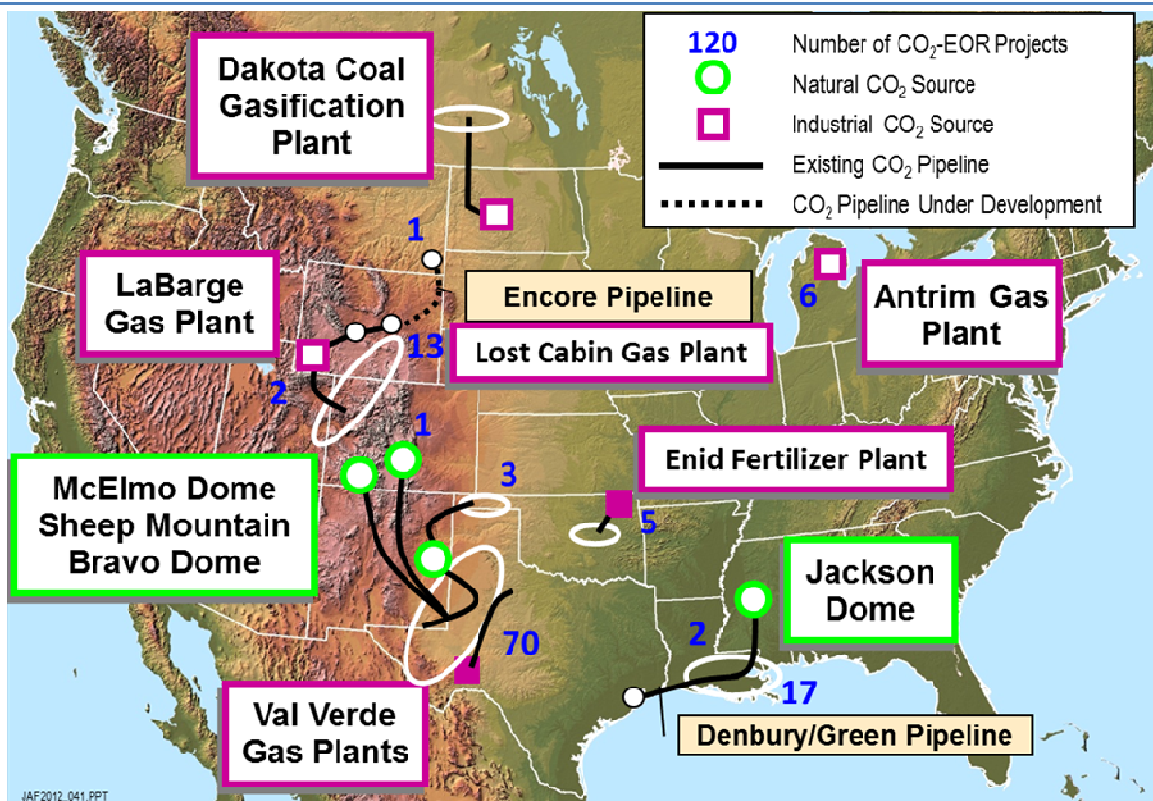 120 Number of CO₂-EOR Projects
Natural CO₂ Source
Industrial CO₂ Source
Existing CO₂ Pipeline
CO₂ Pipeline Under Development
Dakota Coal
Gasification
Plant
1
LaBarge
Gas Plant
Encore Pipeline
6
Antrim Gas
Plant
13
Lost Cabin Gas Plant
2
1
McElmo Dome
Sheep Mountain
Bravo Dome
3
Enid Fertilizer Plant
5
Jackson
Dome
70
2
17
Val Verde
Gas Plants
Denbury/Green Pipeline
JAF2012_041.PPT